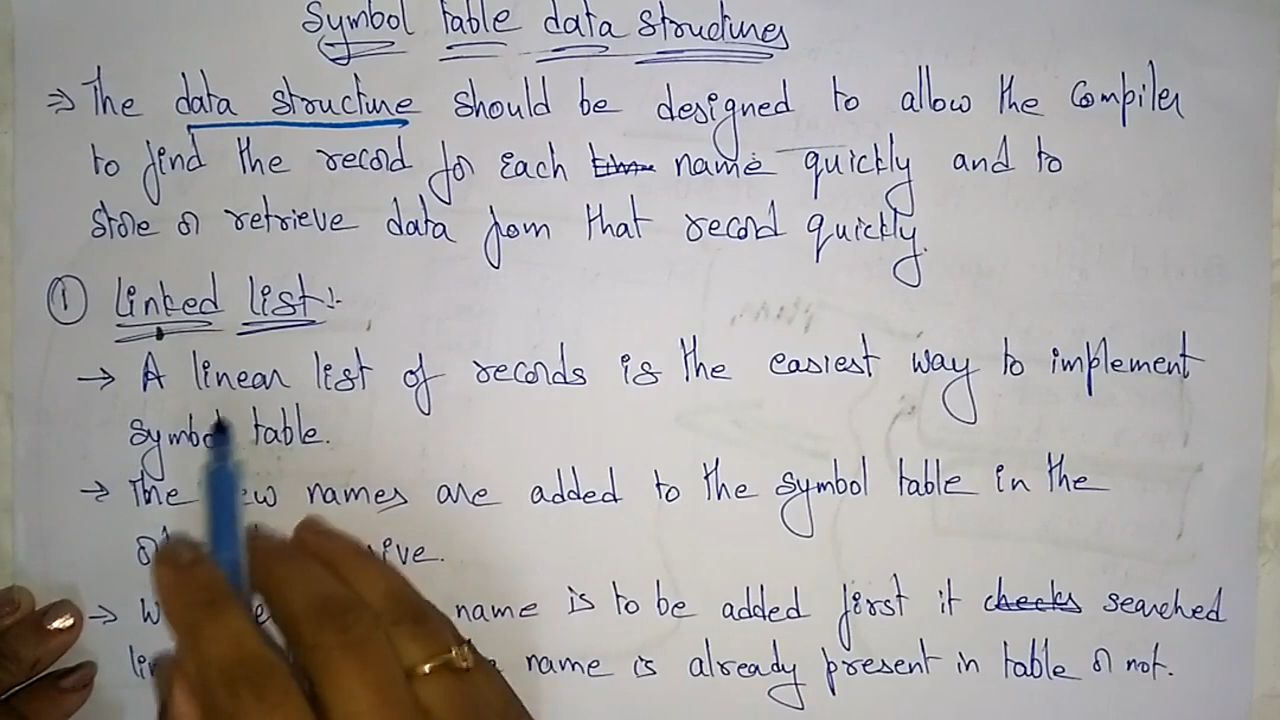 Symbol table data structures
⇒ The data structure should be designed to allow the Compiler
to find the record for Each name quickly and to
store or retrieve data from that record quickly.
① Linked list:-
→ A linear list of records is the easiest way to implement
symbol table.
→ The new names are added to the symbol table in the
name is to be added first it checks searched
name is already present in table or not.